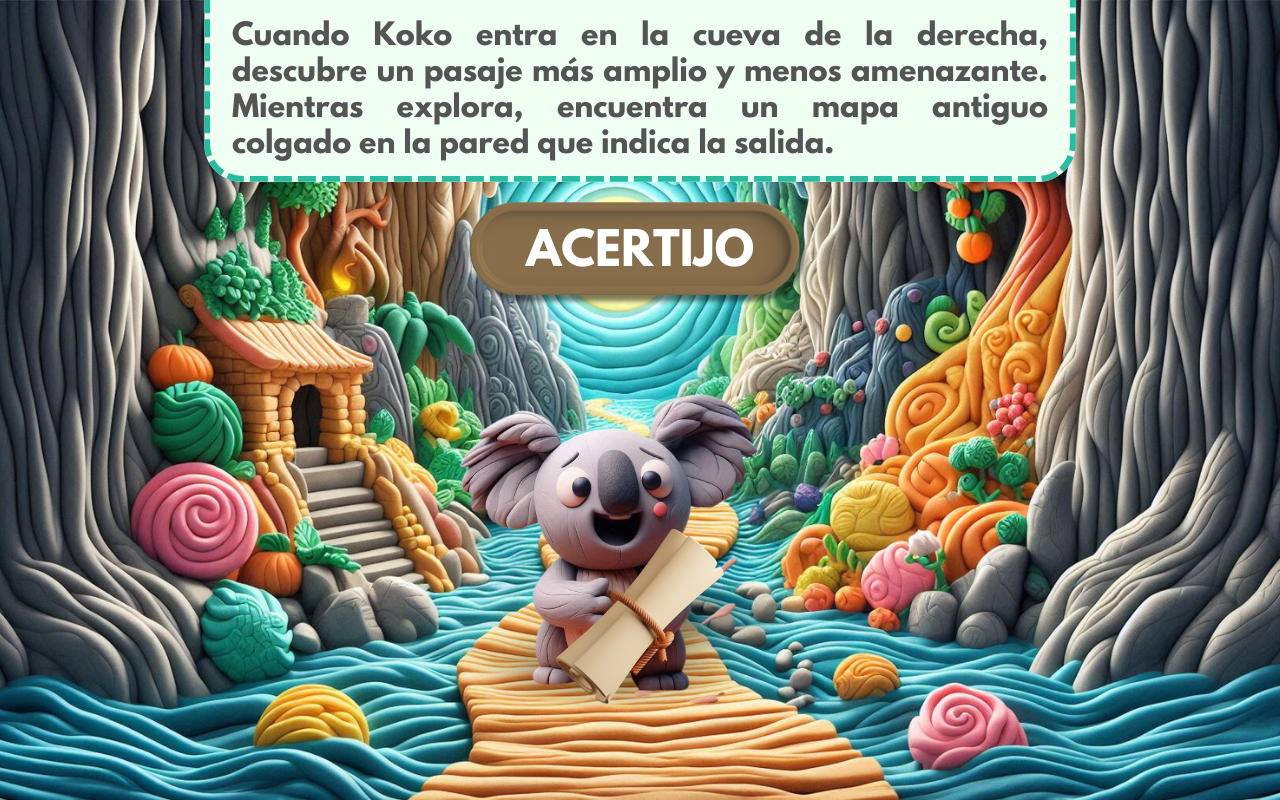 Cuando Koko entra en la cueva de la derecha,
descubre un pasaje más amplio y menos amenazante.
Mientras explora, encuentra un mapa antiguo
colgado en la pared que indica la salida.
ACERTIJO